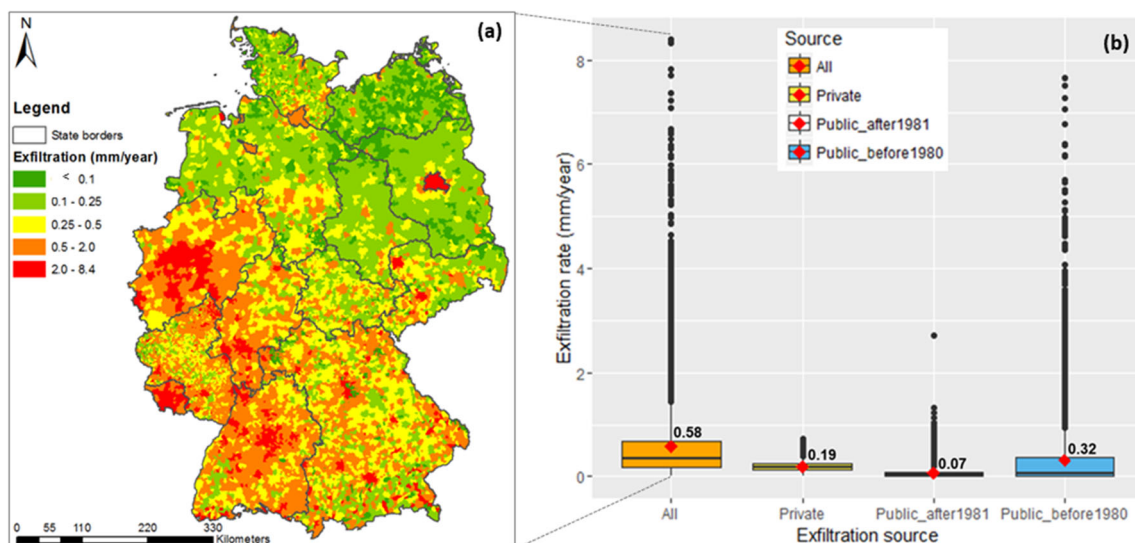 N
(a)
Legend
State borders
Exfiltration (mm/year)
< 0.1
0.1 - 0.25
0.25 - 0.5
0.5 - 2.0
2.0 - 8.4
0 55 110 220 330
Kilometers
(b)
Source
All
Private
Public_after1981
Public_before1980
Exfiltration rate (mm/year)
8
6
4
2
0
0.58
0.19
0.07
0.32
All Private Public_after1981 Public_before1980
Exfiltration source